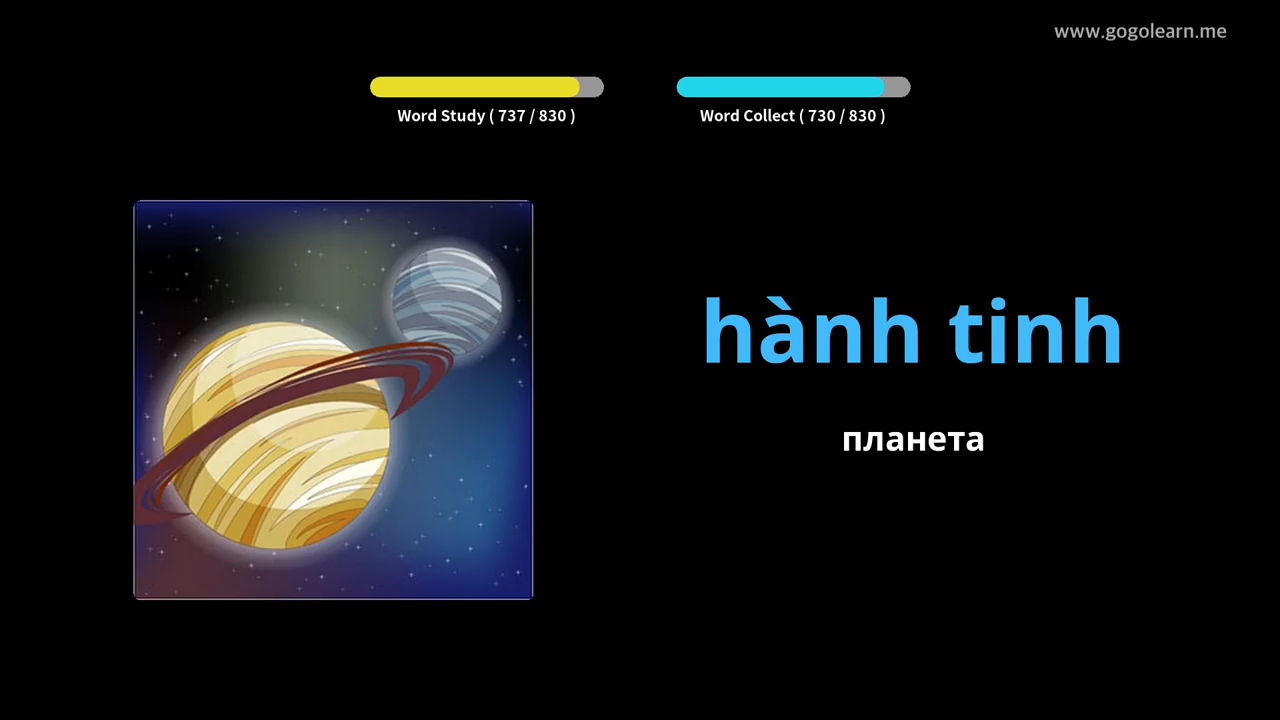 www.gogolearn.me
Word Study ( 737 / 830 )
Word Collect ( 730 / 830 )
hành tinh
планета